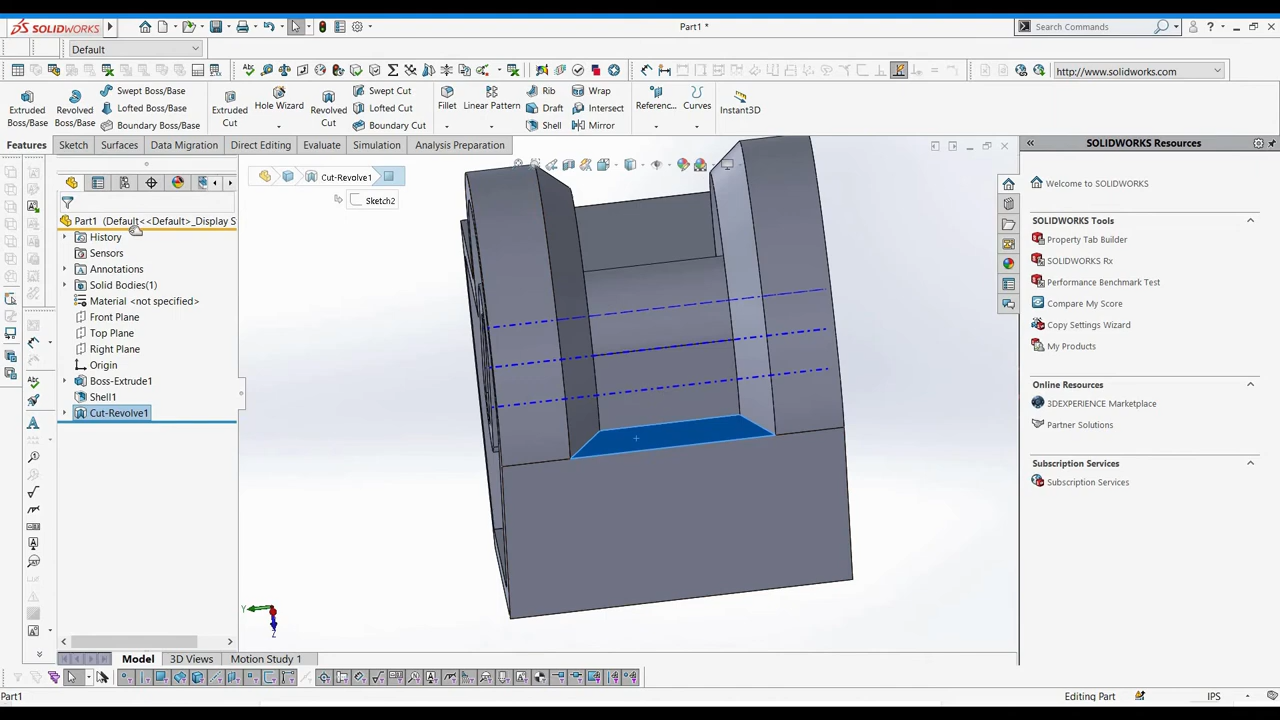 SOLIDWORKS
Part1 *
Search Commands
Default
http://www.solidworks.com
Extruded Boss/Base
Revolved Boss/Base
Swept Boss/Base
Lofted Boss/Base
Boundary Boss/Base
Extruded Cut
Hole Wizard
Revolved Cut
Swept Cut
Lofted Cut
Boundary Cut
Fillet
Linear Pattern
Rib
Draft
Shell
Wrap
Intersect
Mirror
Referenc...
Curves
Instant3D
Features Sketch Surfaces Data Migration Direct Editing Evaluate Simulation Analysis Preparation
SOLIDWORKS Resources
Cut-Revolve1
Sketch2
Part1 (Default<<Default>_Display S
History
Sensors
Annotations
Solid Bodies(1)
Material <not specified>
Front Plane
Top Plane
Right Plane
Origin
Boss-Extrude1
Shell1
Cut-Revolve1
Y
Z
Welcome to SOLIDWORKS
SOLIDWORKS Tools
Property Tab Builder
SOLIDWORKS Rx
Performance Benchmark Test
Compare My Score
Copy Settings Wizard
My Products
Online Resources
3DEXPERIENCE Marketplace
Partner Solutions
Subscription Services
Subscription Services
Model 3D Views Motion Study 1
Part1
Editing Part
IPS